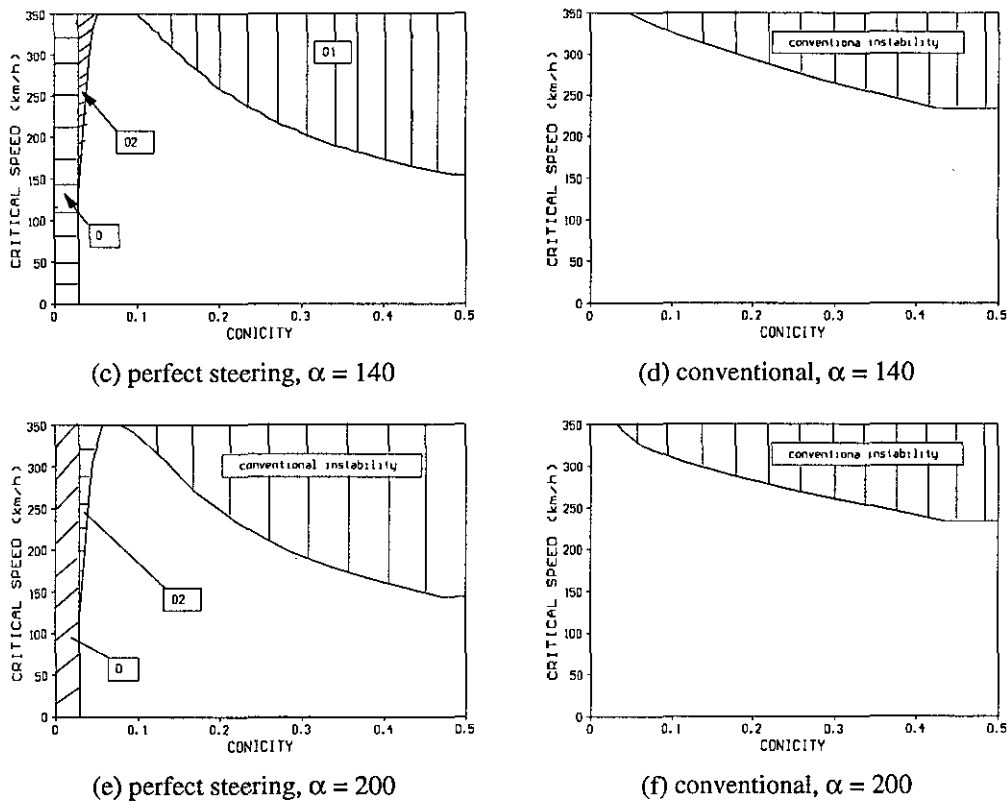 350
300
250
200
150
100
50
0
CRITICAL SPEED (km/h)
O1
O2
O
0
0.1
0.2
0.3
0.4
0.5
CONICITY
(c) perfect steering, α = 140
350
300
250
200
150
100
50
0
CRITICAL SPEED (km/h)
conventiona instability
0
0.1
0.2
0.3
0.4
0.5
CONICITY
(d) conventional, α = 140
350
300
250
200
150
100
50
0
CRITICAL SPEED (km/h)
conventional instability
O2
O
0
0.1
0.2
0.3
0.4
0.5
CONICITY
(e) perfect steering, α = 200
350
300
250
200
150
100
50
0
CRITICAL SPEED (km/h)
conventiona instability
0
0.1
0.2
0.3
0.4
0.5
CONICITY
(f) conventional, α = 200